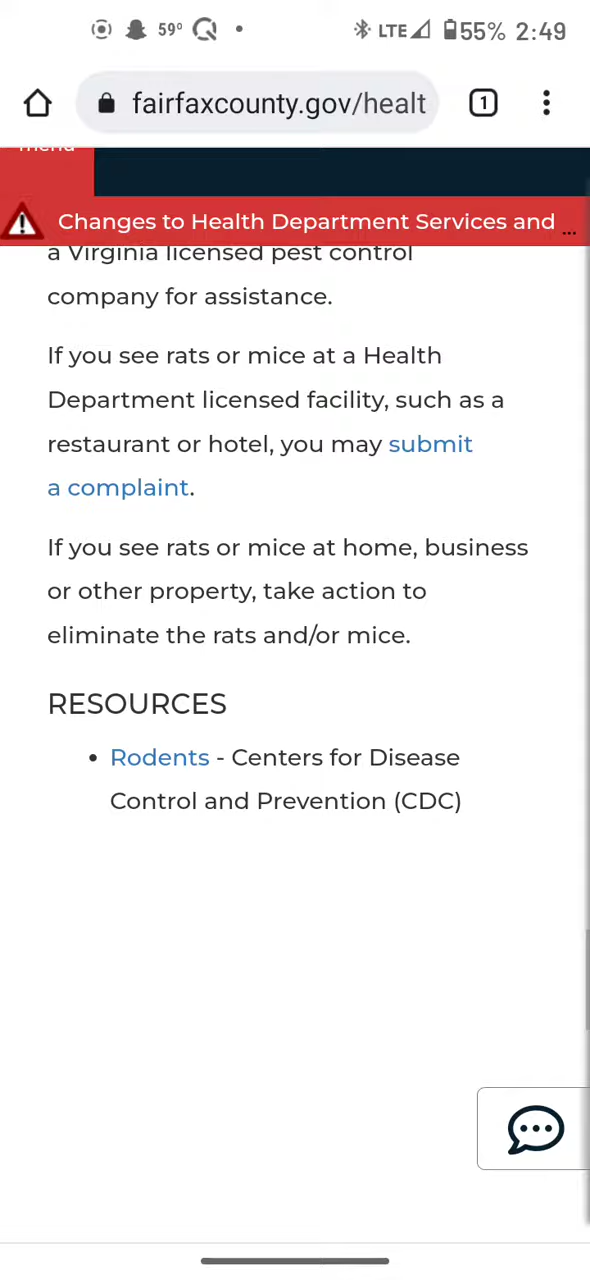 59° 55% 2:49
LTE
fairfaxcounty.gov/healt 1
menu
Changes to Health Department Services and ...
a Virginia licensed pest control
company for assistance.
If you see rats or mice at a Health
Department licensed facility, such as a
restaurant or hotel, you may submit
a complaint.
If you see rats or mice at home, business
or other property, take action to
eliminate the rats and/or mice.
RESOURCES
• Rodents - Centers for Disease
Control and Prevention (CDC)